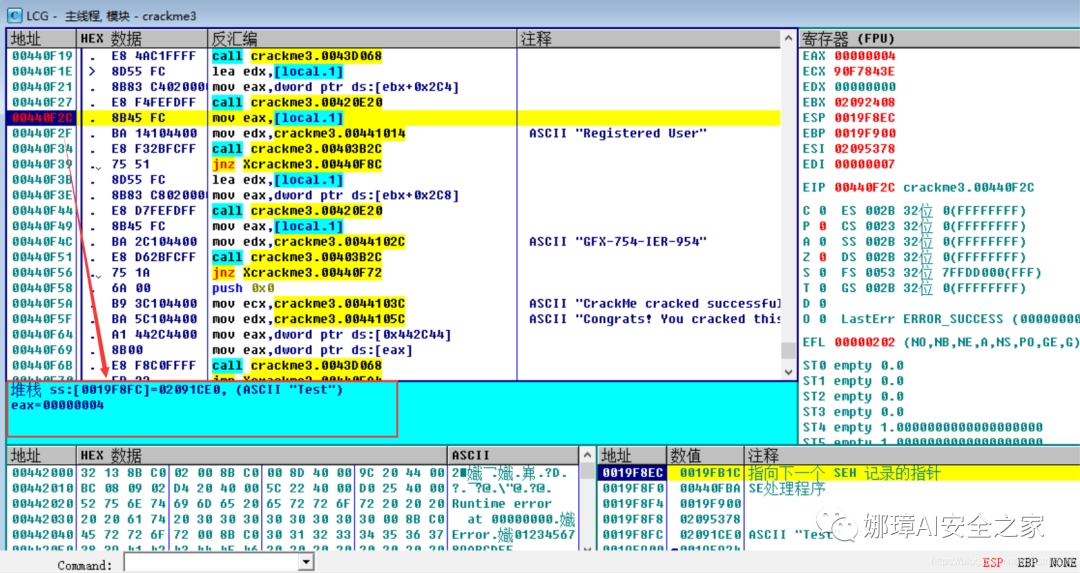 LCG - 主线程, 模块 - crackme3
地址 HEX 数据 反汇编 注释
00440F19 . E8 4AC1FFFF call crackme3.0043D068
00440F1E > 8D55 FC lea edx,[local.1]
00440F21 . 8B83 C4020000 mov eax,dword ptr ds:[ebx+0x2C4]
00440F27 . E8 F4FEFDFF call crackme3.00420E20
00440F2C . 8B45 FC mov eax,[local.1]
00440F2F . BA 14104400 mov edx,crackme3.00441014 ASCII "Registered User"
00440F34 . E8 F32BFCFF call crackme3.00403B2C
00440F39 .⌄ 75 51 jnz Xcrackme3.00440F8C
00440F3B . 8D55 FC lea edx,[local.1]
00440F3E . 8B83 C8020000 mov eax,dword ptr ds:[ebx+0x2C8]
00440F44 . E8 D7FEFDFF call crackme3.00420E20
00440F49 . 8B45 FC mov eax,[local.1]
00440F4C . BA 2C104400 mov edx,crackme3.0044102C ASCII "GFX-754-IER-954"
00440F51 . E8 D62BFCFF call crackme3.00403B2C
00440F56 .⌄ 75 1A jnz Xcrackme3.00440F72
00440F58 . 6A 00 push 0x0
00440F5A . B9 3C104400 mov ecx,crackme3.0044103C ASCII "CrackMe cracked successful
00440F5F . BA 5C104400 mov edx,crackme3.0044105C ASCII "Congrats! You cracked this
00440F64 . A1 442C4400 mov eax,dword ptr ds:[0x442C44]
00440F69 . 8B00 mov eax,dword ptr ds:[eax]
00440F6B . E8 F8C0FFFF call crackme3.0043D068
堆栈 ss:[0019F8FC]=02091CE0, (ASCII "Test")
eax=00000004
寄存器 (FPU)
EAX 00000004
ECX 90F7843E
EDX 00000000
EBX 02092408
ESP 0019F8EC
EBP 0019F900
ESI 02095378
EDI 00000007
EIP 00440F2C crackme3.00440F2C
C 0 ES 002B 32位 0(FFFFFFFF)
P 0 CS 0023 32位 0(FFFFFFFF)
A 0 SS 002B 32位 0(FFFFFFFF)
Z 0 DS 002B 32位 0(FFFFFFFF)
S 0 FS 0053 32位 7FFDD000(FFF)
T 0 GS 002B 32位 0(FFFFFFFF)
D 0
O 0 LastErr ERROR_SUCCESS (00000000
EFL 00000202 (NO,NB,NE,A,NS,PO,GE,G)
ST0 empty 0.0
ST1 empty 0.0
ST2 empty 0.0
ST3 empty 0.0
ST4 empty 1.0000000000000000000
地址 HEX 数据 ASCII
00442000 32 13 8B C0 02 00 8B C0 00 8D 40 00 9C 20 44 00
00442010 BC 08 09 02 D4 20 40 00 5C 22 40 00 D0 25 40 00
00442020 52 75 6E 74 69 6D 65 20 65 72 72 6F 72 20 20 20 Runtime error
00442030 20 20 61 74 20 30 30 30 30 30 30 30 30 00 8B C0 at 00000000.
00442040 45 72 72 6F 72 00 8B C0 30 31 32 33 34 35 36 37 Error. 01234567
地址 数值 注释
0019F8EC 0019FB1C 指向下一个 SEH 记录的指针
0019F8F0 00440FBA SE处理程序
0019F8F4 0019F900
0019F8F8 02095378
0019F8FC 02091CE0 ASCII "Test
娜璋AI安全之家
Command:
ESP EBP NONE